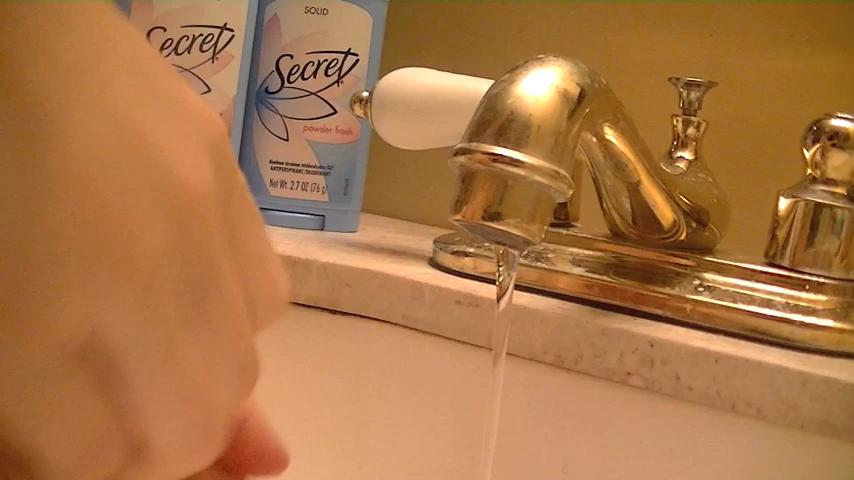 Secret
SOLID
Secret
powder fresh
ANTIPERSPIRANT/DEODORANT
Net Wt. 2.7 OZ (76 g)